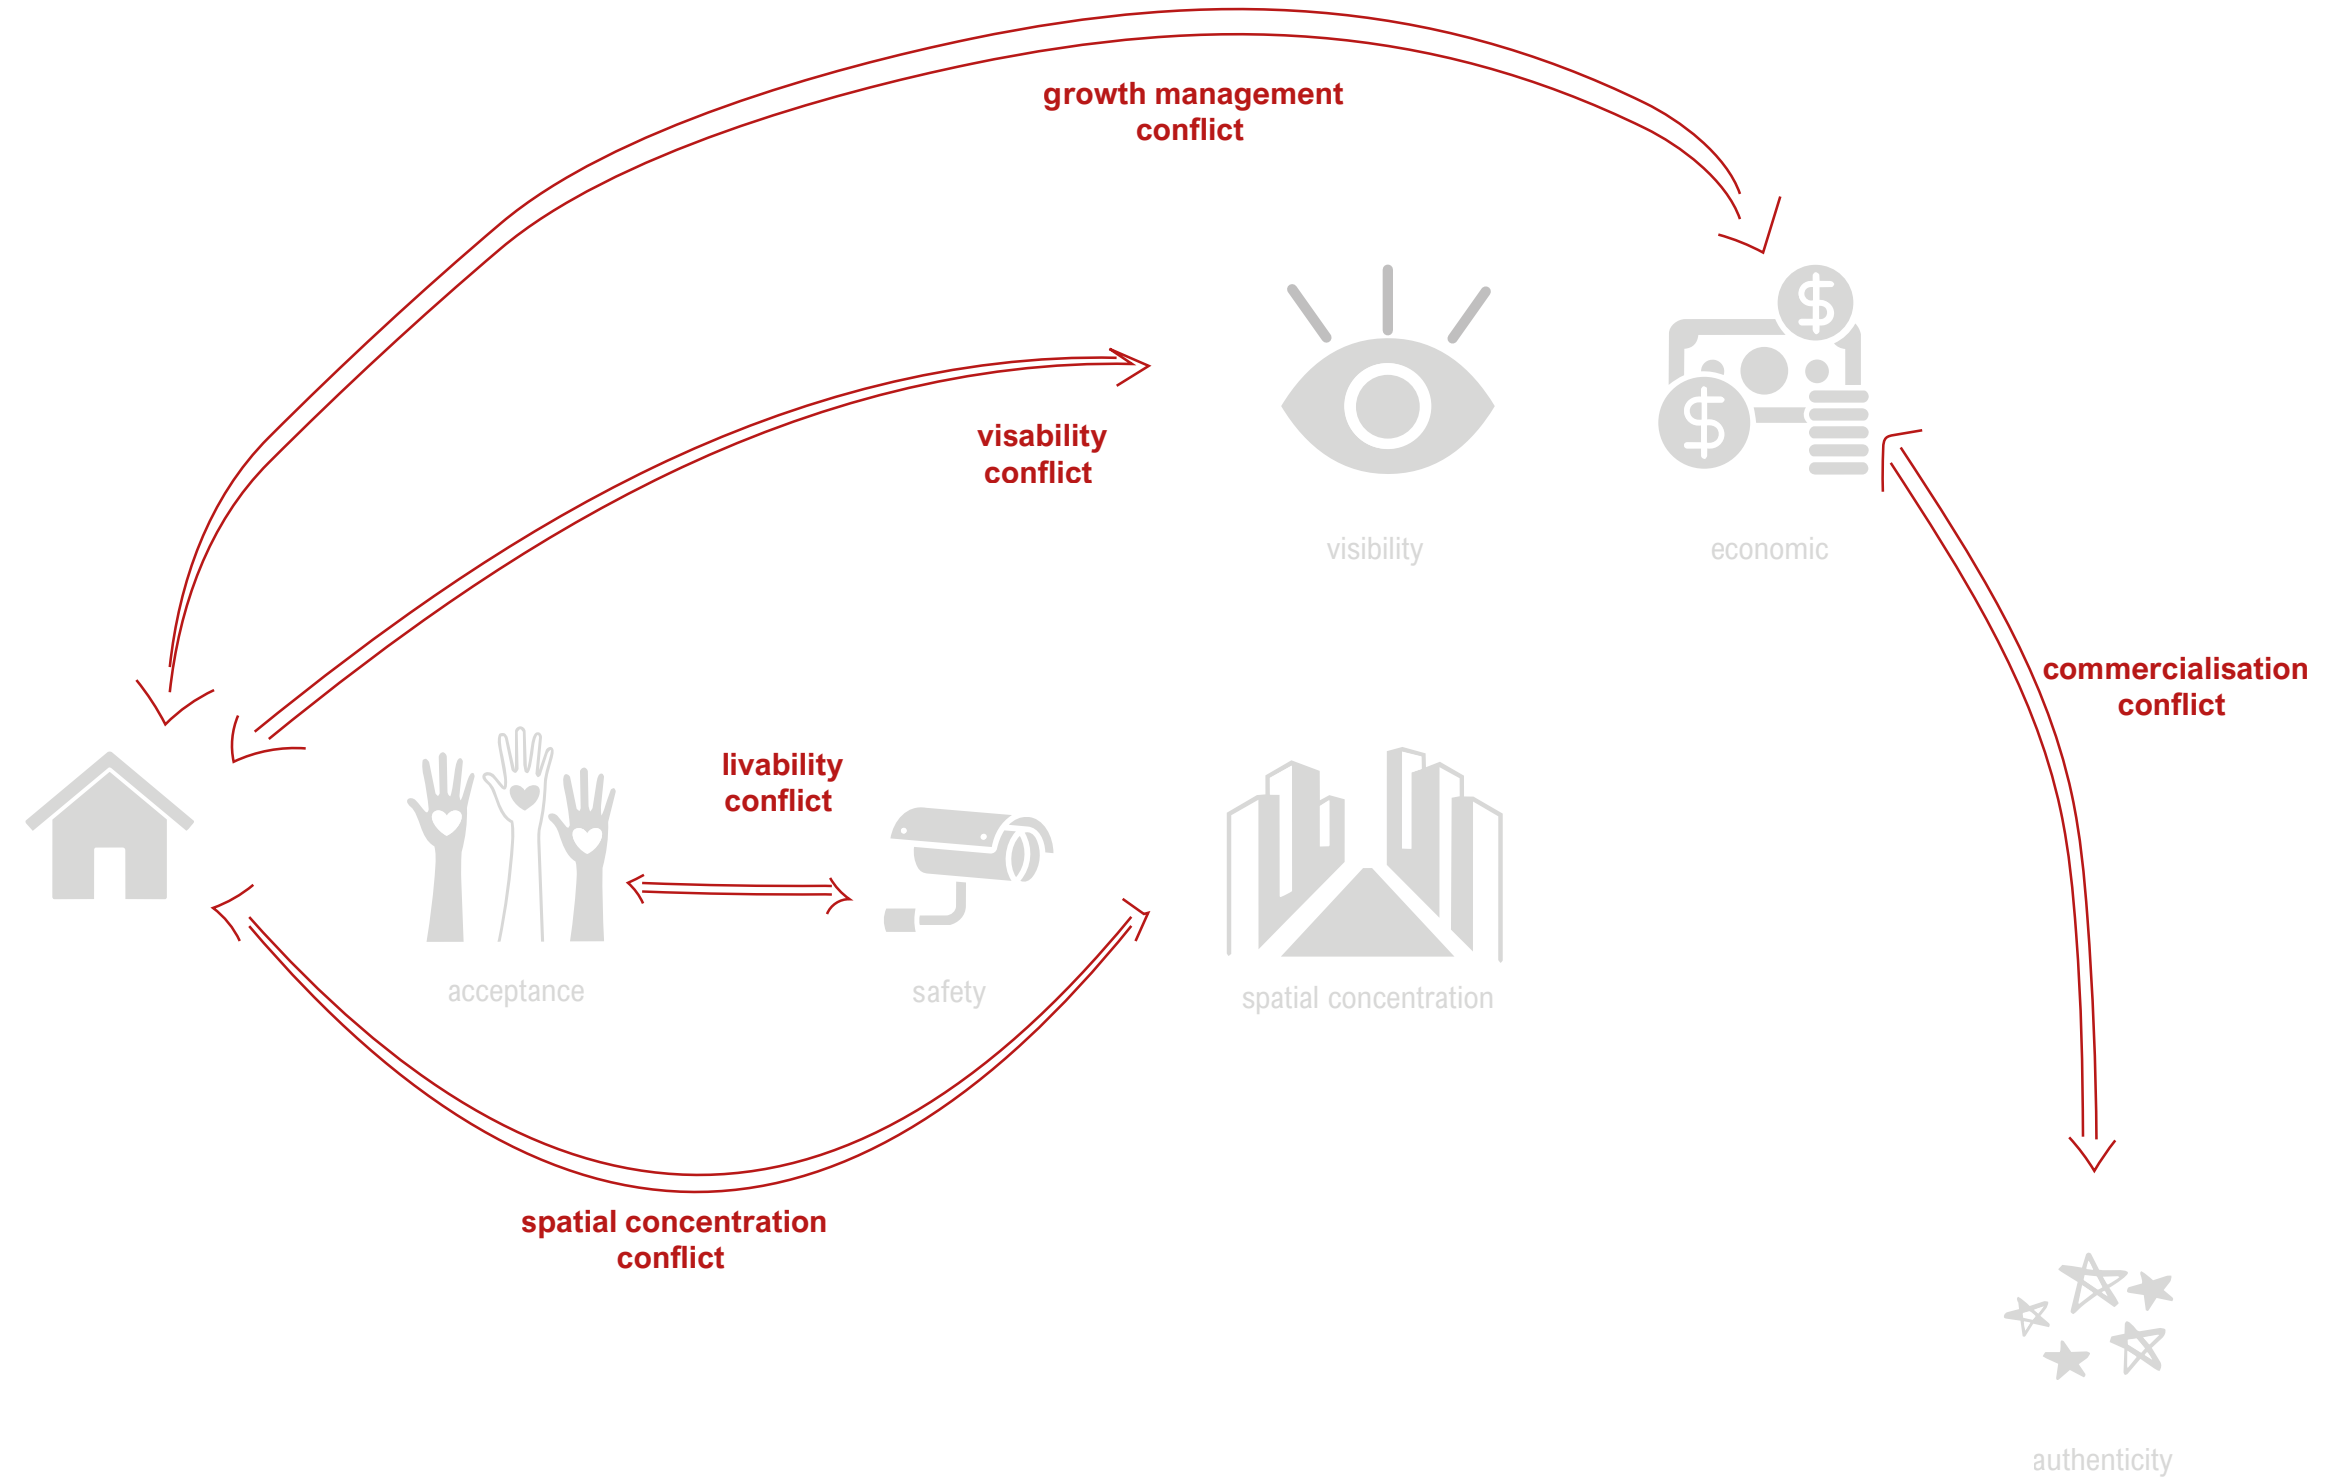 growth management
conflict
visability
conflict
visibility
economic
commercialisation
conflict
livability
conflict
acceptance
safety
spatial concentration
spatial concentration
conflict
authenticity